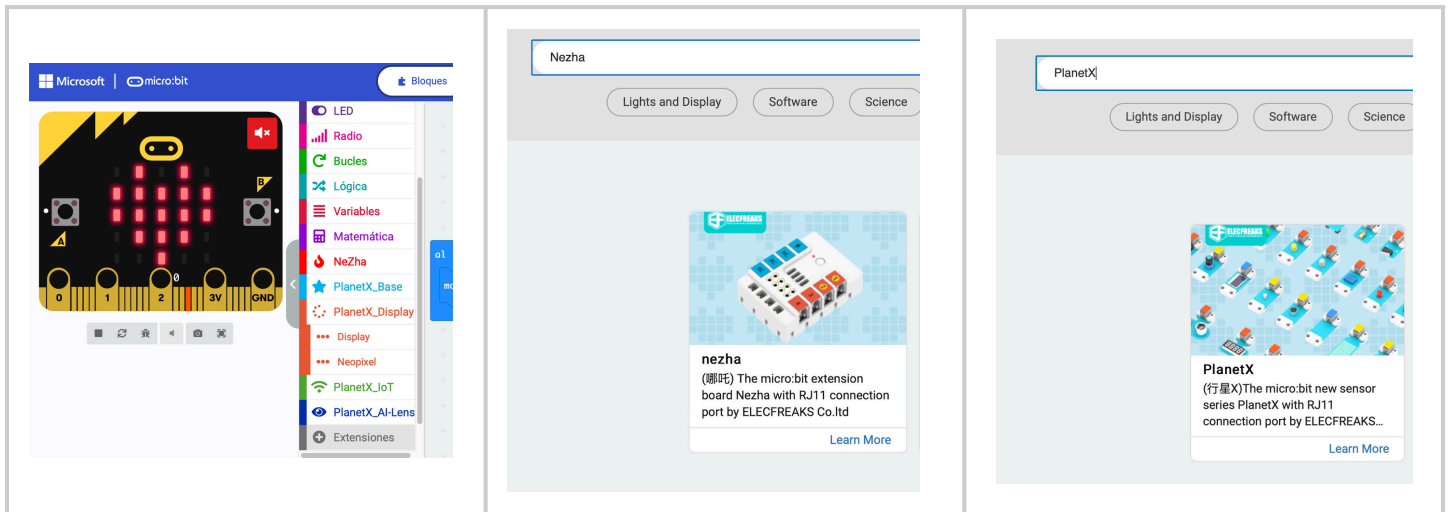 Microsoft
micro:bit
Bloques
A
B
0
1
2
3V
GND
0
LED
Radio
Bucles
Lógica
Variables
Matemática
NeZha
PlanetX_Base
PlanetX_Display
Display
Neopixel
PlanetX_IoT
PlanetX_AI-Lens
Extensiones
al
mo
Nezha
Lights and Display
Software
Science
ELECFREAKS
nezha
(哪吒) The micro:bit extension
board Nezha with RJ11 connection
port by ELECFREAKS Co.ltd
Learn More
PlanetX
Lights and Display
Software
Science
ELECFREAKS
PlanetX
(行星X)The micro:bit new sensor
series PlanetX with RJ11
connection port by ELECFREAKS...
Learn More